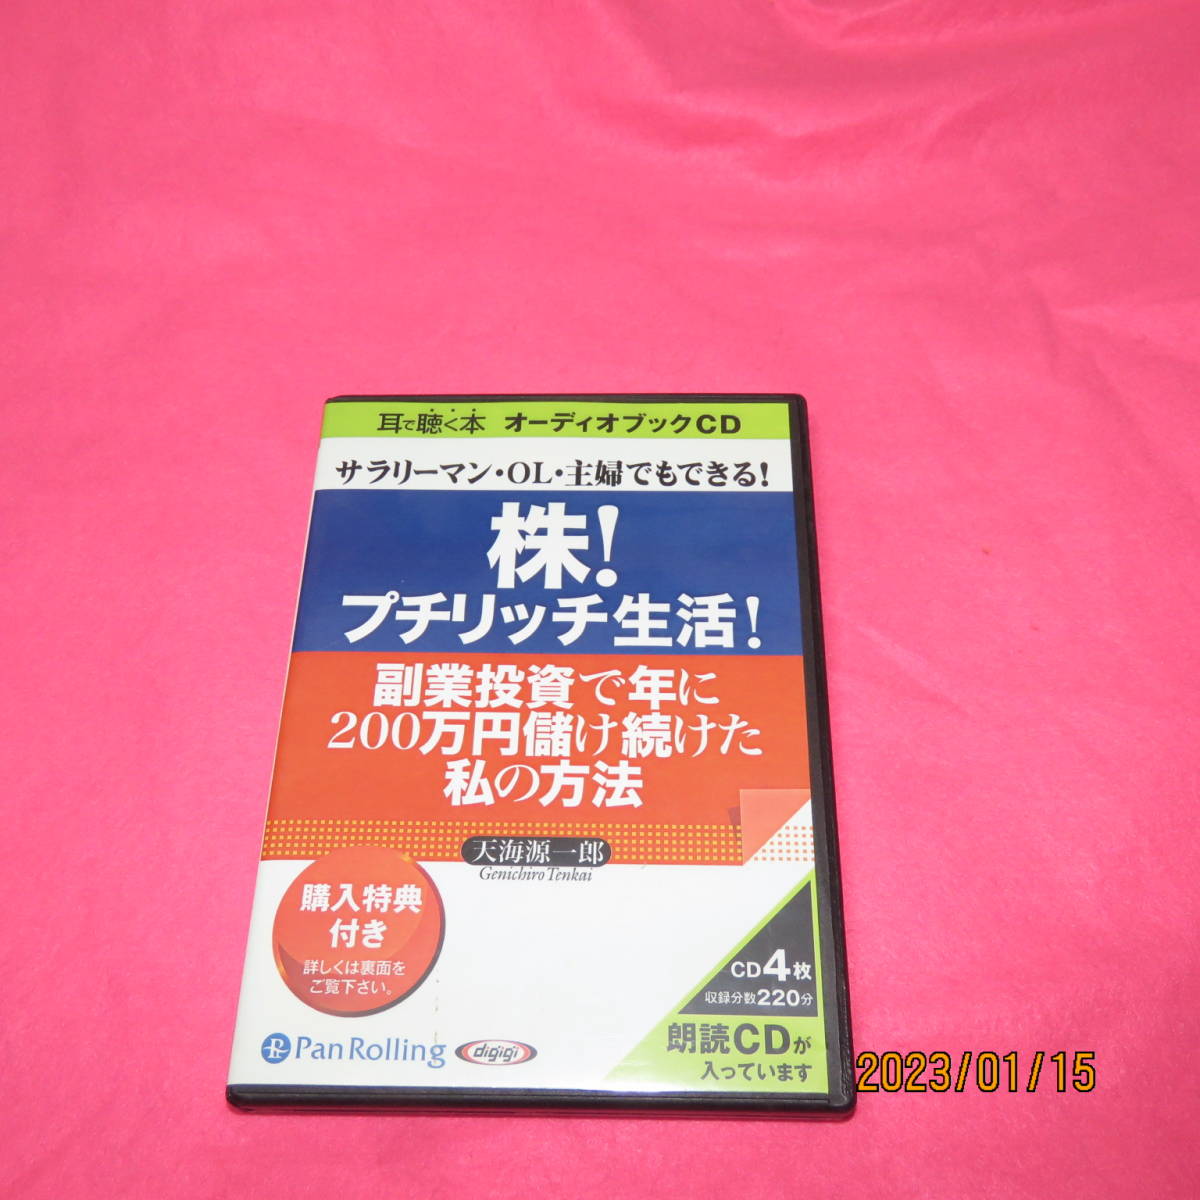 耳で聴く本 オーディオブックCD
サラリーマン・OL・主婦でもできる!
株!
プチリッチ生活!
副業投資で年に
200万円儲け続けた
私の方法
天海源一郎
Genichiro Tenkai
購入特典
付き
詳しくは裏面を
ご覧下さい。
CD4枚
収録分数220分
朗読CDが
入っています
PanRolling
digigi
2023/01/15